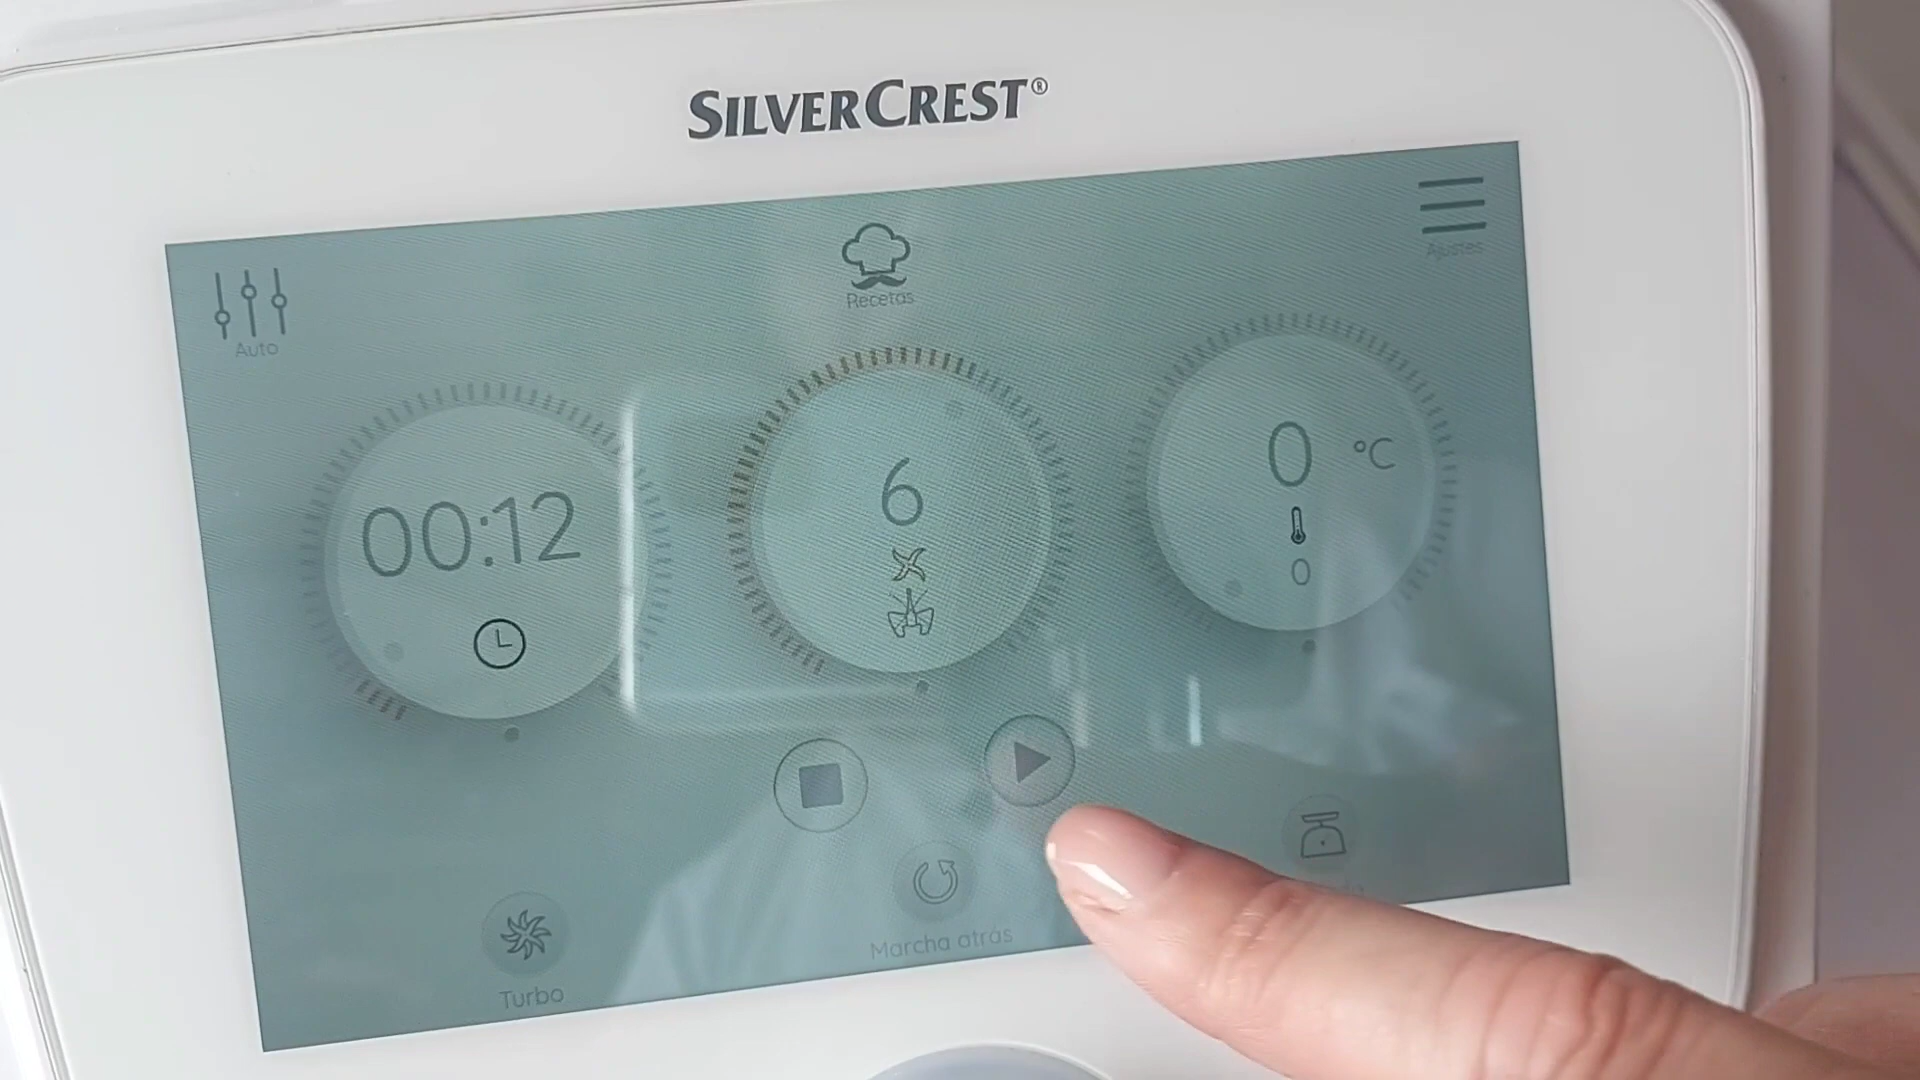 SILVERCREST®
Ajustes
Recetas
Auto
00:12
6
0 °C
0
Marcha atrás
Turbo